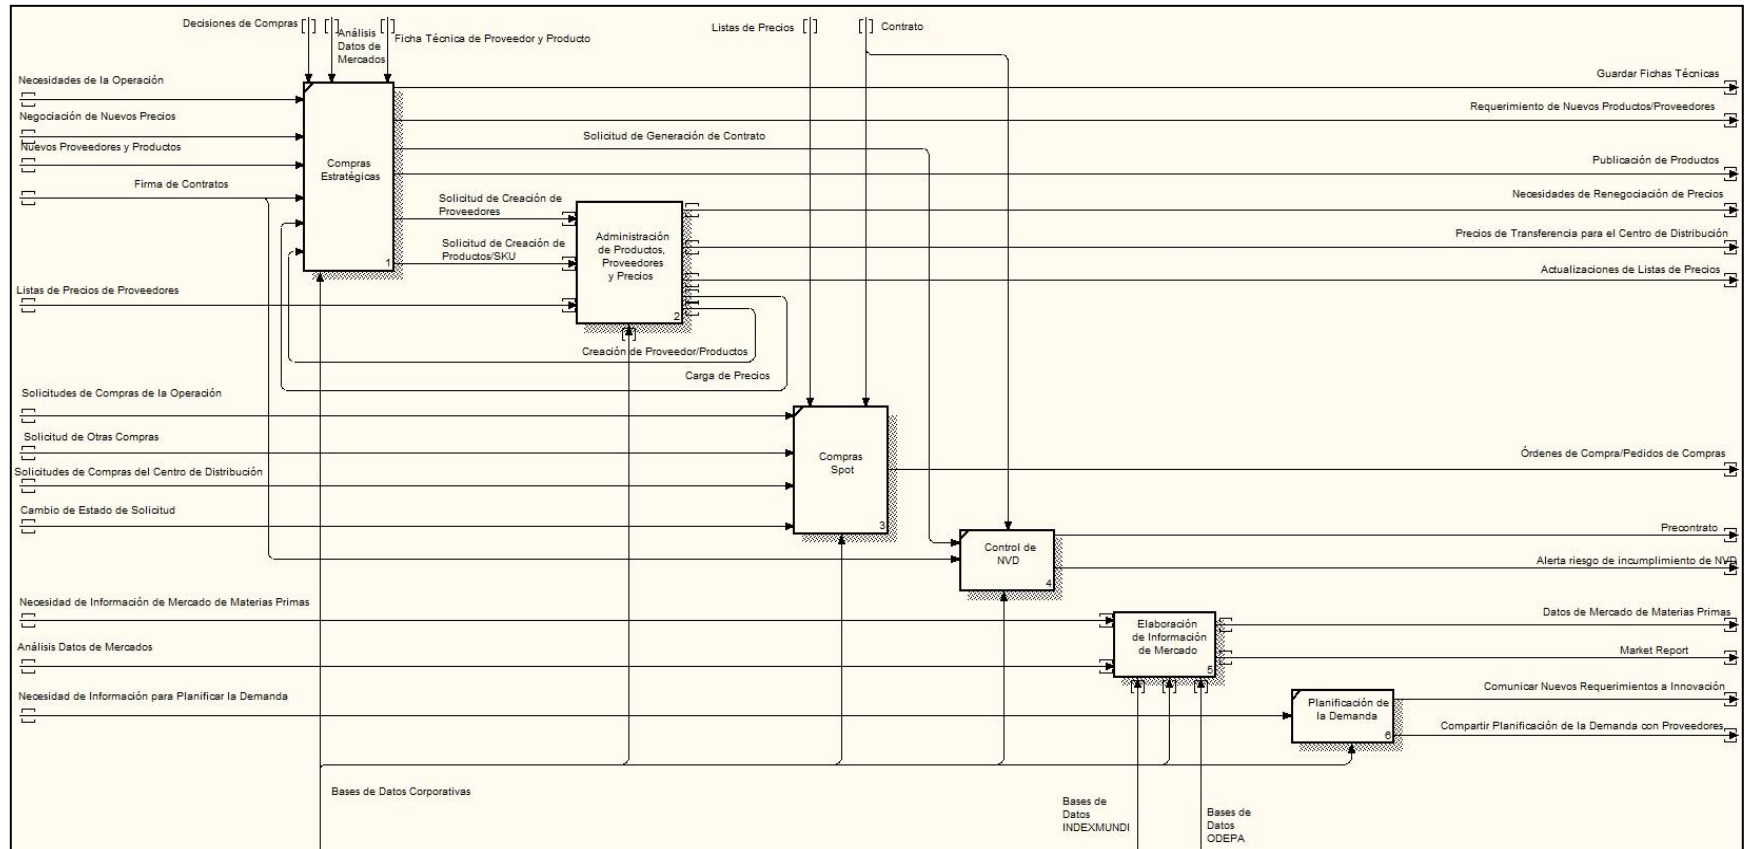 Decisiones de Compras
Análisis
Datos de
Mercados
Ficha Técnica de Proveedor y Producto
Listas de Precios
Contrato
Necesidades de la Operación
Negociación de Nuevos Precios
Nuevos Proveedores y Productos
Firma de Contratos
Compras
Estratégicas
1
Guardar Fichas Técnicas
Requerimiento de Nuevos Productos/Proveedores
Solicitud de Generación de Contrato
Publicación de Productos
Necesidades de Renegociación de Precios
Solicitud de Creación de
Proveedores
Solicitud de Creación de
Productos/SKU
Administración
de Productos,
Proveedores
y Precios
2
Precios de Transferencia para el Centro de Distribución
Actualizaciones de Listas de Precios
Listas de Precios de Proveedores
Creación de Proveedor/Productos
Carga de Precios
Solicitudes de Compras de la Operación
Solicitud de Otras Compras
Solicitudes de Compras del Centro de Distribución
Cambio de Estado de Solicitud
Compras
Spot
3
Órdenes de Compra/Pedidos de Compras
Control de
NVD
4
Precontrato
Alerta riesgo de incumplimiento de NVD
Necesidad de Información de Mercado de Materias Primas
Análisis Datos de Mercados
Elaboración
de Información
de Mercado
5
Datos de Mercado de Materias Primas
Market Report
Necesidad de Información para Planificar la Demanda
Planificación de
la Demanda
6
Comunicar Nuevos Requerimientos a Innovación
Compartir Planificación de la Demanda con Proveedores
Bases de Datos Corporativas
Bases de
Datos
INDEXMUNDI
Bases de
Datos
ODEPA